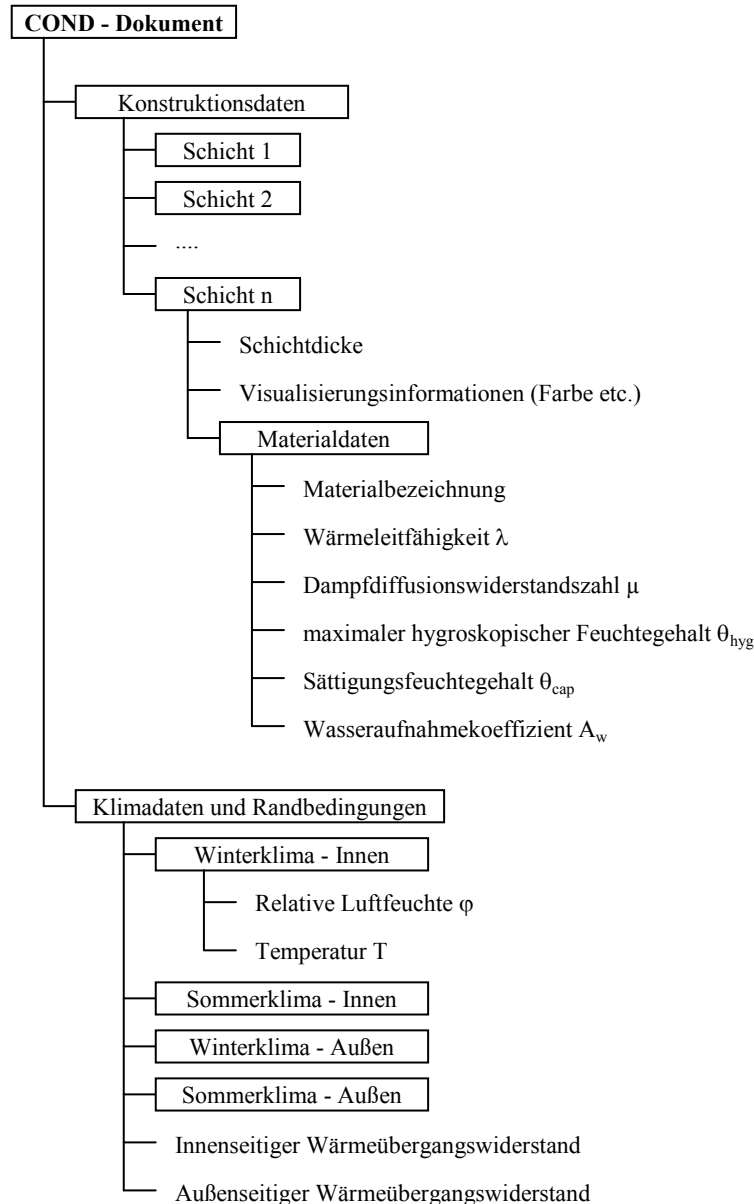 COND - Dokument
Konstruktionsdaten
Schicht 1
Schicht 2
....
Schicht n
Schichtdicke
Visualisierungsinformationen (Farbe etc.)
Materialdaten
Materialbezeichnung
Wärmeleitfähigkeit λ
Dampfdiffusionswiderstandszahl μ
maximaler hygroskopischer Feuchtegehalt θhyg
Sättigungsfeuchtegehalt θcap
Wasseraufnahmekoeffizient Aw
Klimadaten und Randbedingungen
Winterklima - Innen
Relative Luftfeuchte φ
Temperatur T
Sommerklima - Innen
Winterklima - Außen
Sommerklima - Außen
Innenseitiger Wärmeübergangswiderstand
Außenseitiger Wärmeübergangswiderstand